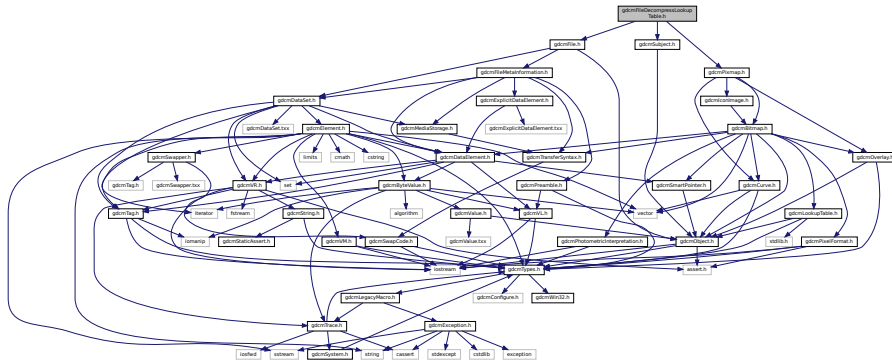 gdcmFileDecompressLookup
Table.h
gdcmFile.h
gdcmSubject.h
gdcmFileMetaInformation.h
gdcmPixmap.h
gdcmDataSet.h
gdcmExplicitDataElement.h
gdcmIconImage.h
gdcmDataSet.txx
gdcmElement.h
gdcmMediaStorage.h
gdcmExplicitDataElement.txx
gdcmBitmap.h
gdcmSwapper.h
limits
cmath
cstring
gdcmDataElement.h
gdcmTransferSyntax.h
gdcmOverlay.h
gdcmTag.h
gdcmSwapper.txx
gdcmVR.h
set
gdcmByteValue.h
gdcmPreamble.h
gdcmSmartPointer.h
gdcmCurve.h
gdcmTag.h
iterator
fstream
gdcmString.h
algorithm
gdcmValue.h
gdcmVL.h
vector
gdcmLookupTable.h
iomanip
gdcmStaticAssert.h
gdcmVM.h
gdcmSwapCode.h
gdcmValue.txx
gdcmPhotometricInterpretation.h
gdcmObject.h
stdlib.h
gdcmPixelFormat.h
iostream
gdcmTypes.h
assert.h
gdcmLegacyMacro.h
gdcmConfigure.h
gdcmWin32.h
gdcmTrace.h
gdcmException.h
iosfwd
gdcmSystem.h
sstream
string
cassert
stdexcept
cstdlib
exception